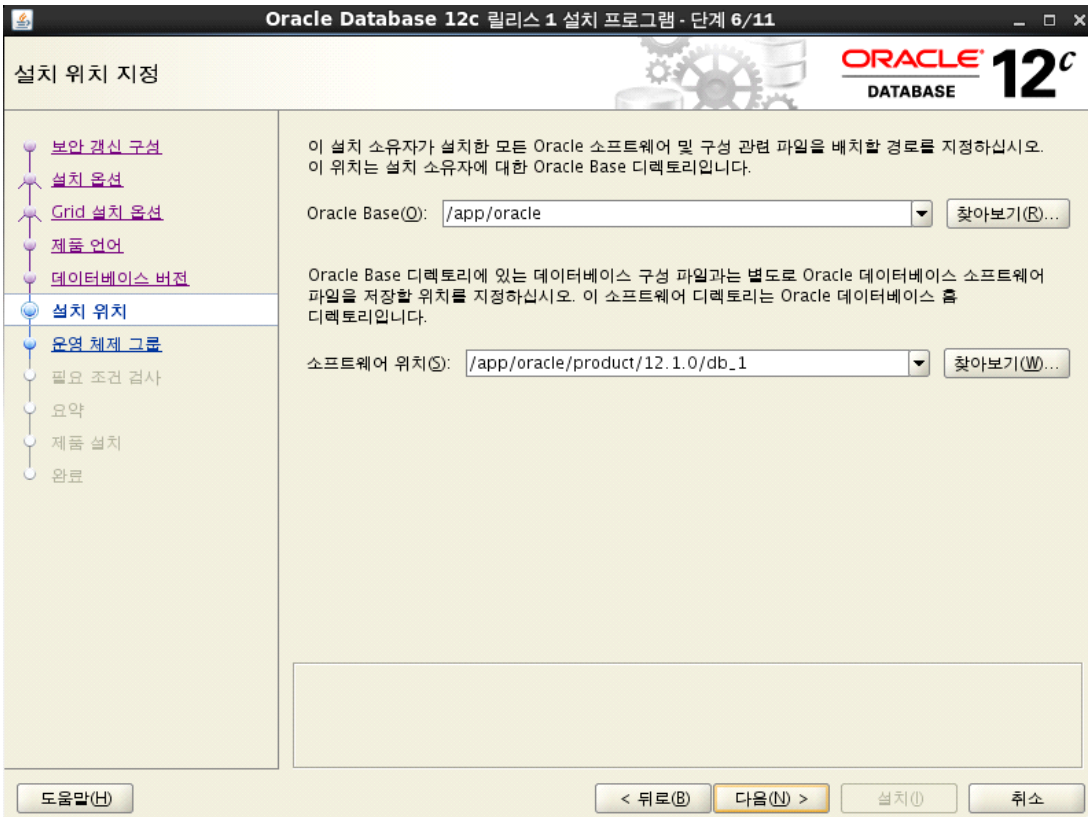 Oracle Database 12c 릴리스 1 설치 프로그램 - 단계 6/11
설치 위치 지정
ORACLE
DATABASE
12c
보안 갱신 구성
설치 옵션
Grid 설치 옵션
제품 언어
데이터베이스 버전
설치 위치
운영 체제 그룹
필요 조건 검사
요약
제품 설치
완료
이 설치 소유자가 설치한 모든 Oracle 소프트웨어 및 구성 관련 파일을 배치할 경로를 지정하십시오.
이 위치는 설치 소유자에 대한 Oracle Base 디렉토리입니다.
Oracle Base(O): /app/oracle 찾아보기(R)...
Oracle Base 디렉토리에 있는 데이터베이스 구성 파일과는 별도로 Oracle 데이터베이스 소프트웨어
파일을 저장할 위치를 지정하십시오. 이 소프트웨어 디렉토리는 Oracle 데이터베이스 홈
디렉토리입니다.
소프트웨어 위치(S): /app/oracle/product/12.1.0/db_1 찾아보기(W)...
도움말(H) < 뒤로(B) 다음(N) > 설치(I) 취소